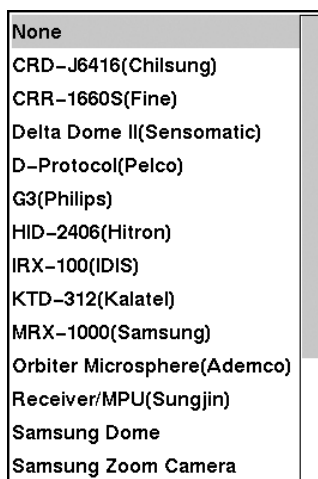 None
CRD-J6416(Chilsung)
CRR-1660S(Fine)
Delta Dome II(Sensomatic)
D-Protocol(Pelco)
G3(Philips)
HID-2406(Hitron)
IRX-100(IDIS)
KTD-312(Kalatel)
MRX-1000(Samsung)
Orbiter Microsphere(Ademco)
Receiver/MPU(Sungjin)
Samsung Dome
Samsung Zoom Camera